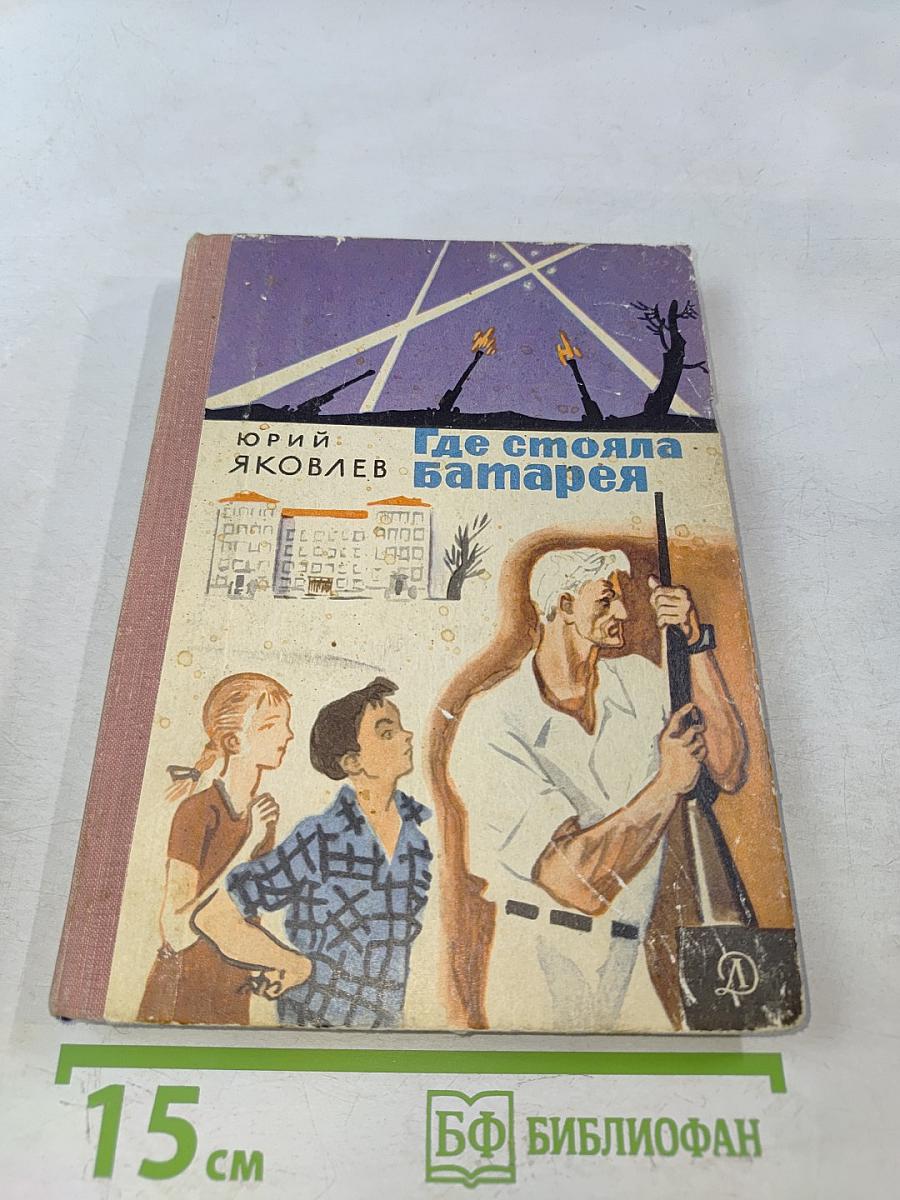 ЮРИЙ
ЯКОВЛЕВ
Где стояла
батарея
Д
15 см
БФ БИБЛИОФАН